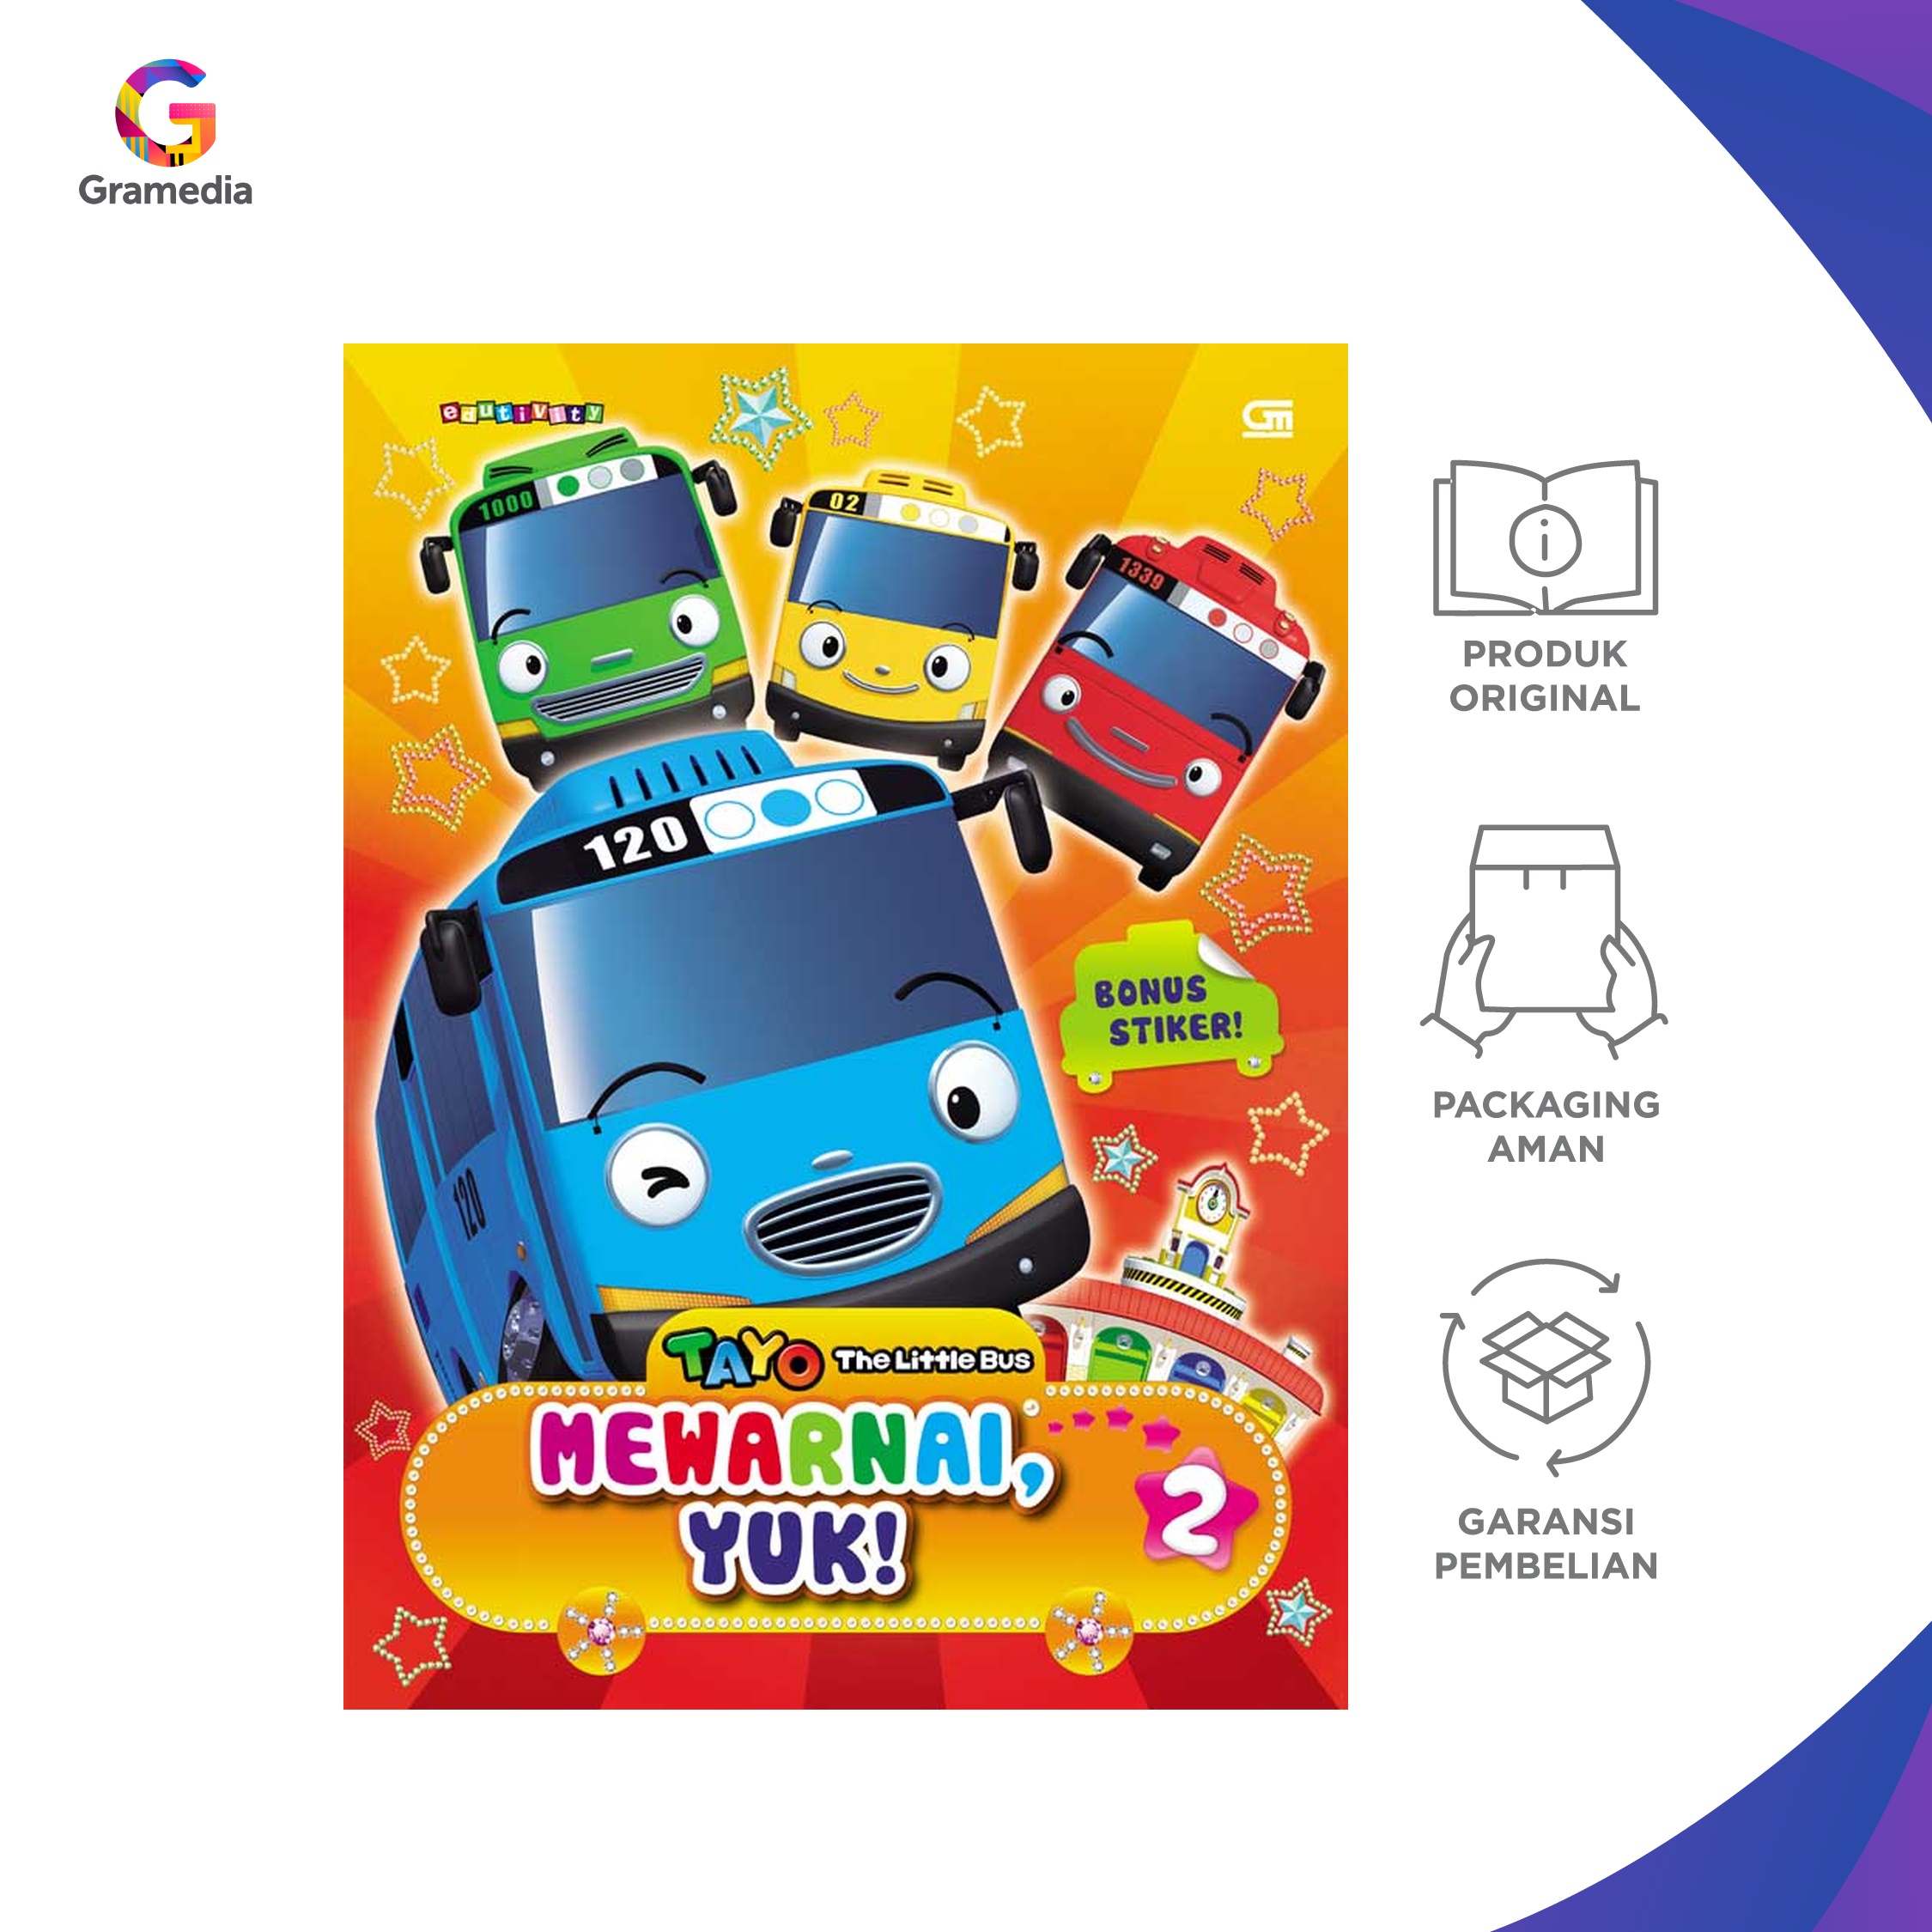 Gramedia
edutivity
GM
1000
02
1339
120
BONUS
STIKER!
120
TAYO The Little Bus
MEWARNAI,
YUK!
2
PRODUK
ORIGINAL
PACKAGING
AMAN
GARANSI
PEMBELIAN